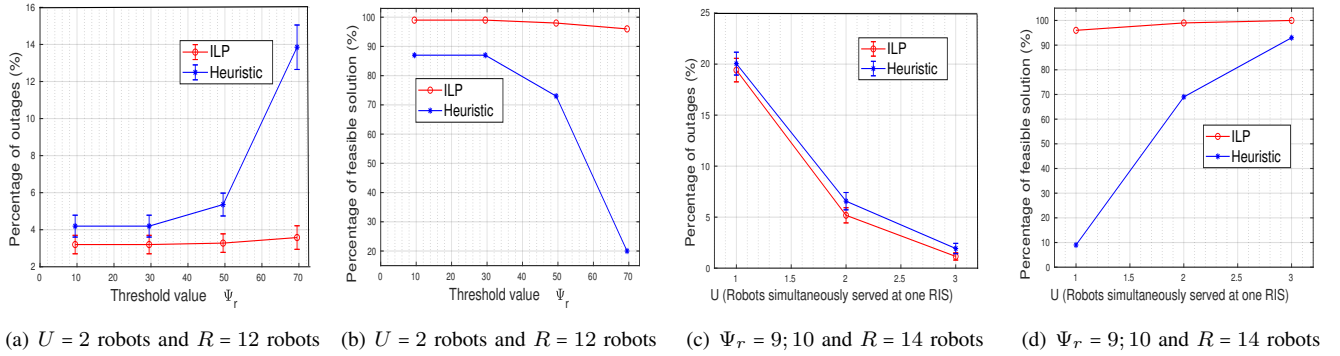 Percentage of outages (%)
16
14
12
10
8
6
4
2
0 10 20 30 40 50 60 70
Threshold value Ψ_r
ILP
Heuristic
(a) U = 2 robots and R = 12 robots
Percentage of feasible solution (%)
100
90
80
70
60
50
40
30
20
0 10 20 30 40 50 60 70
Threshold value Ψ_r
ILP
Heuristic
(b) U = 2 robots and R = 12 robots
Percentage of outages (%)
25
20
15
10
5
0
1 1.5 2 2.5 3
U (Robots simultaneously served at one RIS)
ILP
Heuristic
(c) Ψ_r = 9; 10 and R = 14 robots
Percentage of feasible solution (%)
100
90
80
70
60
50
40
30
20
10
0
1 1.5 2 2.5 3
U (Robots simultaneously served at one RIS)
ILP
Heuristic
(d) Ψ_r = 9; 10 and R = 14 robots